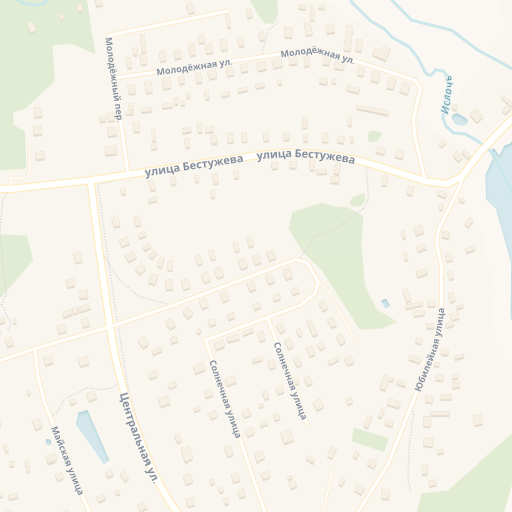 Молодёжная ул.
Молодёжная ул.
Молодёжный пер.
Ислочь
улица Бестужева
улица Бестужева
Юбилейная улица
Солнечная улица
Солнечная улица
Центральная ул.
Майская улица